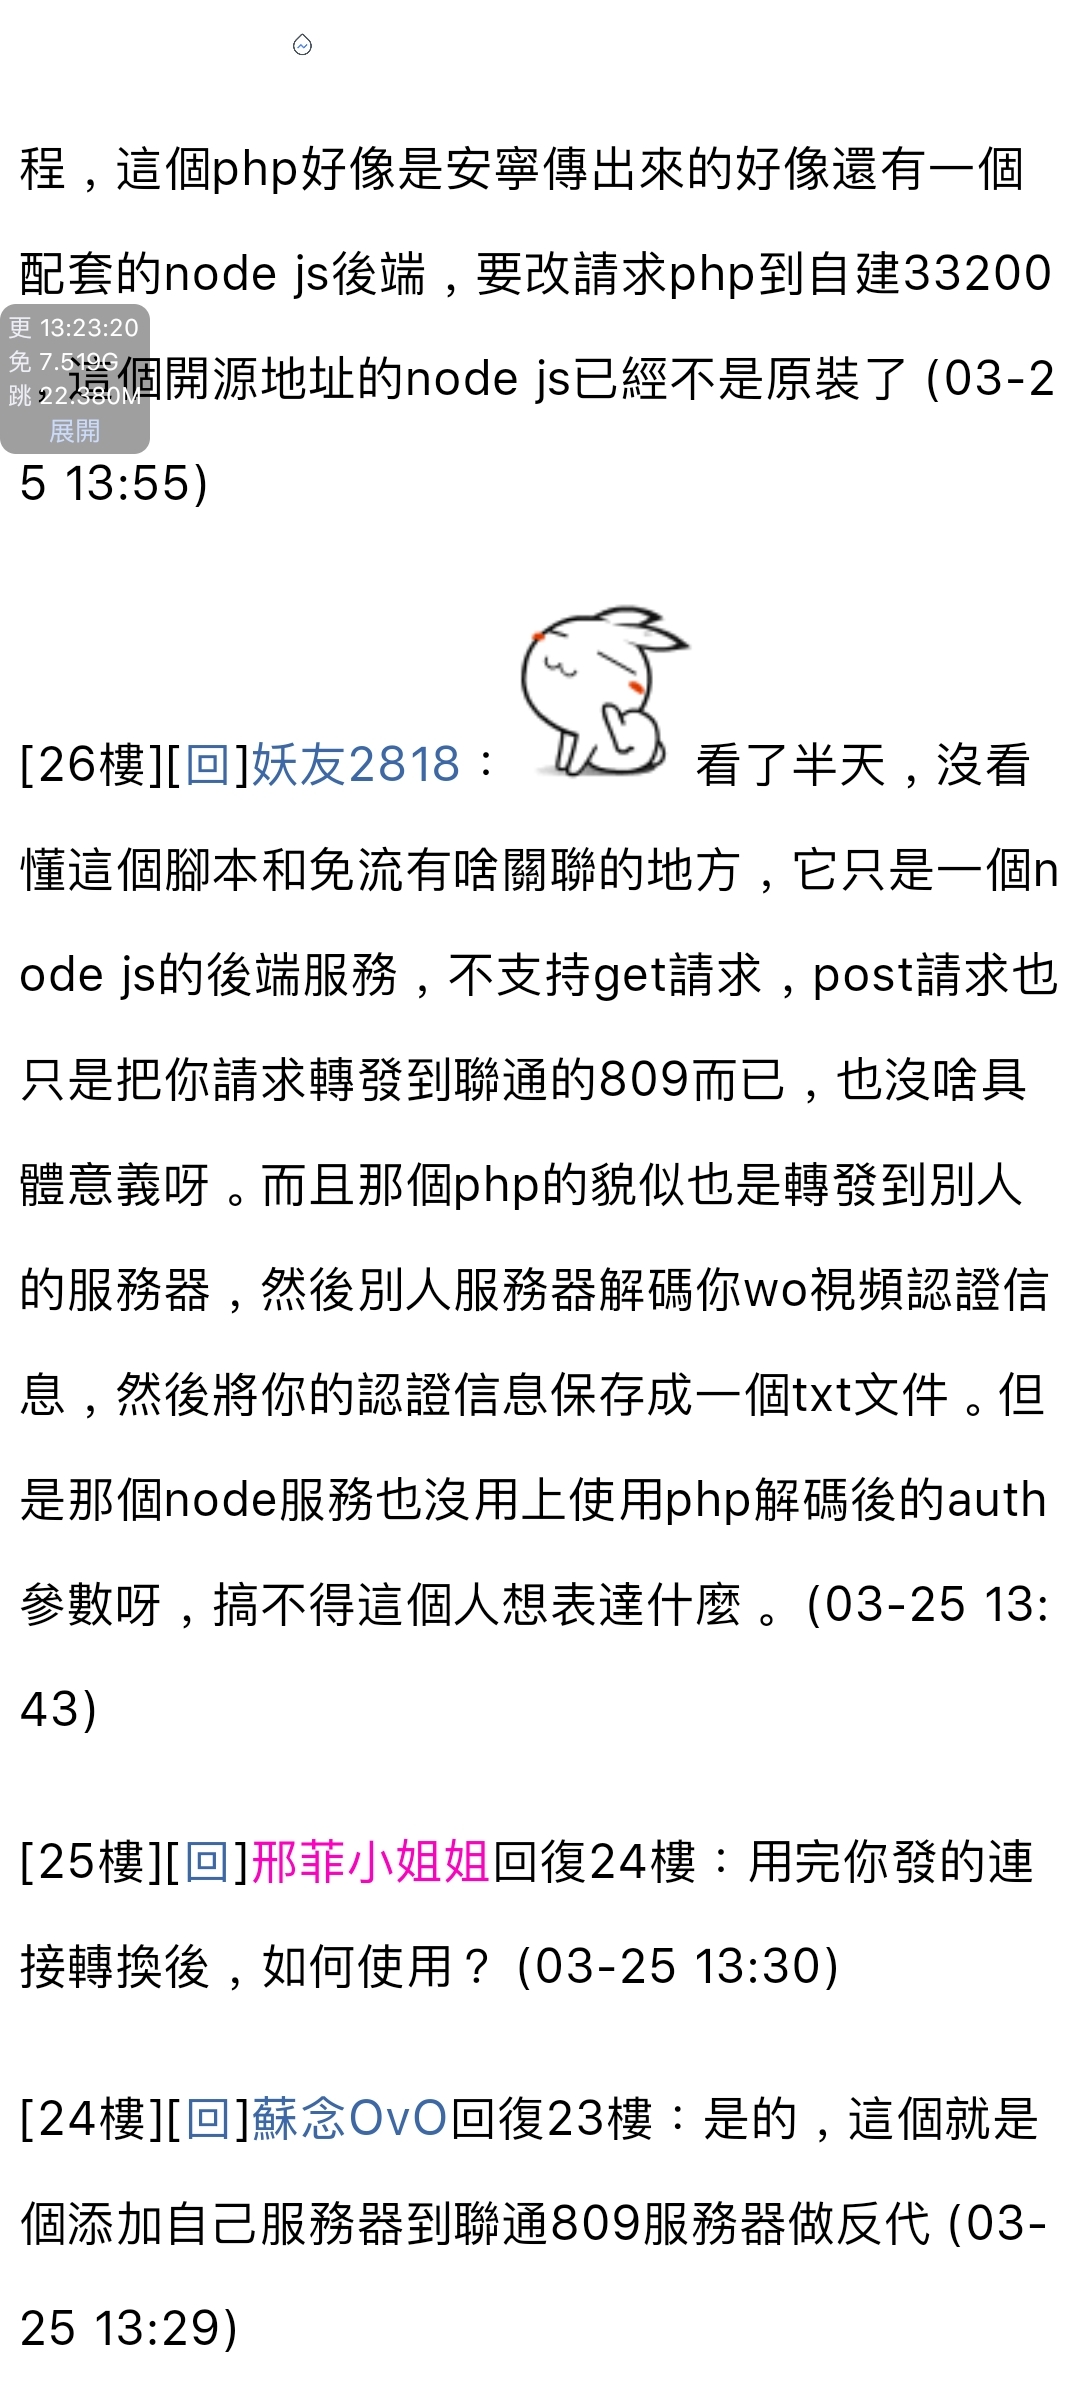 程，這個php好像是安寧傳出來的好像還有一個
配套的node js後端，要改請求php到自建33200
更 13:23:20
免 7.519G
，這個開源地址的node js已經不是原裝了 (03-2
跳 22.380M
展開
5 13:55)
[26樓][回]妖友2818： 看了半天，沒看
懂這個腳本和免流有啥關聯的地方，它只是一個n
ode js的後端服務，不支持get請求，post請求也
只是把你請求轉發到聯通的809而已，也沒啥具
體意義呀。而且那個php的貌似也是轉發到別人
的服務器，然後別人服務器解碼你wo視頻認證信
息，然後將你的認證信息保存成一個txt文件。但
是那個node服務也沒用上使用php解碼後的auth
參數呀，搞不得這個人想表達什麼。(03-25 13:
43)
[25樓][回]邢菲小姐姐回復24樓：用完你發的連
接轉換後，如何使用？ (03-25 13:30)
[24樓][回]蘇念OvO回復23樓：是的，這個就是
個添加自己服務器到聯通809服務器做反代 (03-
25 13:29)